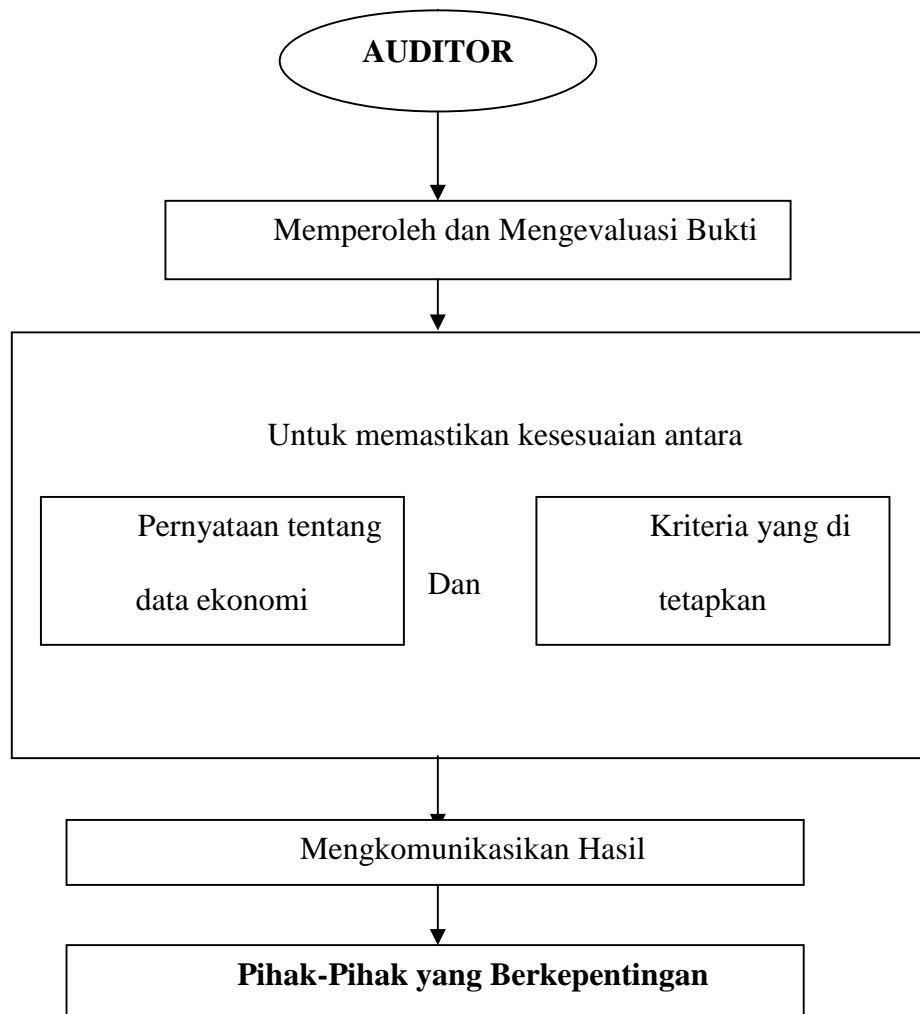 AUDITOR
Memperoleh dan Mengevaluasi Bukti
Untuk memastikan kesesuaian antara
Pernyataan tentang
data ekonomi
Dan
Kriteria yang di
tetapkan
Mengkomunikasikan Hasil
Pihak-Pihak yang Berkepentingan